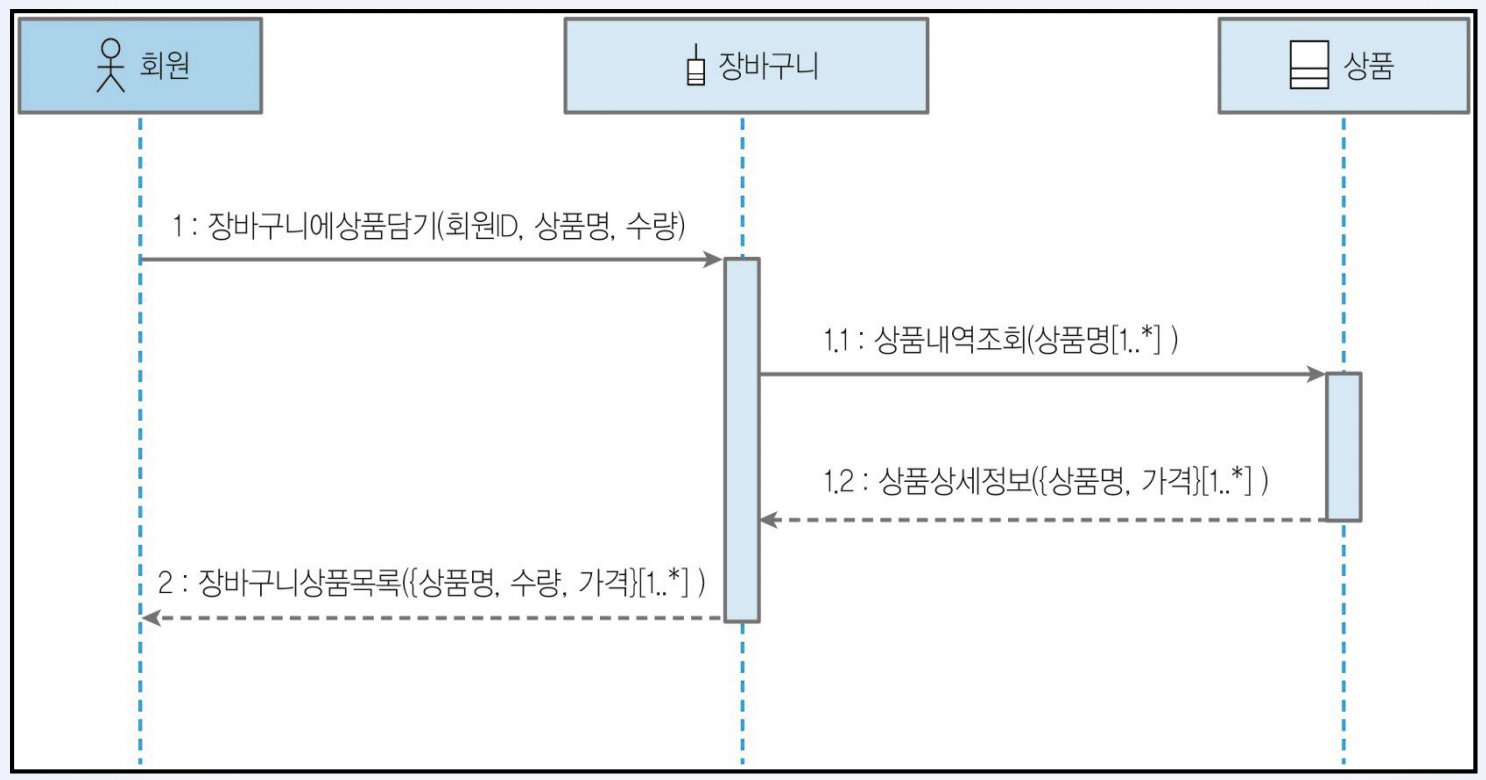 회원
장바구니
상품
1 : 장바구니에상품담기(회원ID, 상품명, 수량)
1.1 : 상품내역조회(상품명[1..*] )
1.2 : 상품상세정보({상품명, 가격}[1..*] )
2 : 장바구니상품목록({상품명, 수량, 가격}[1..*] )